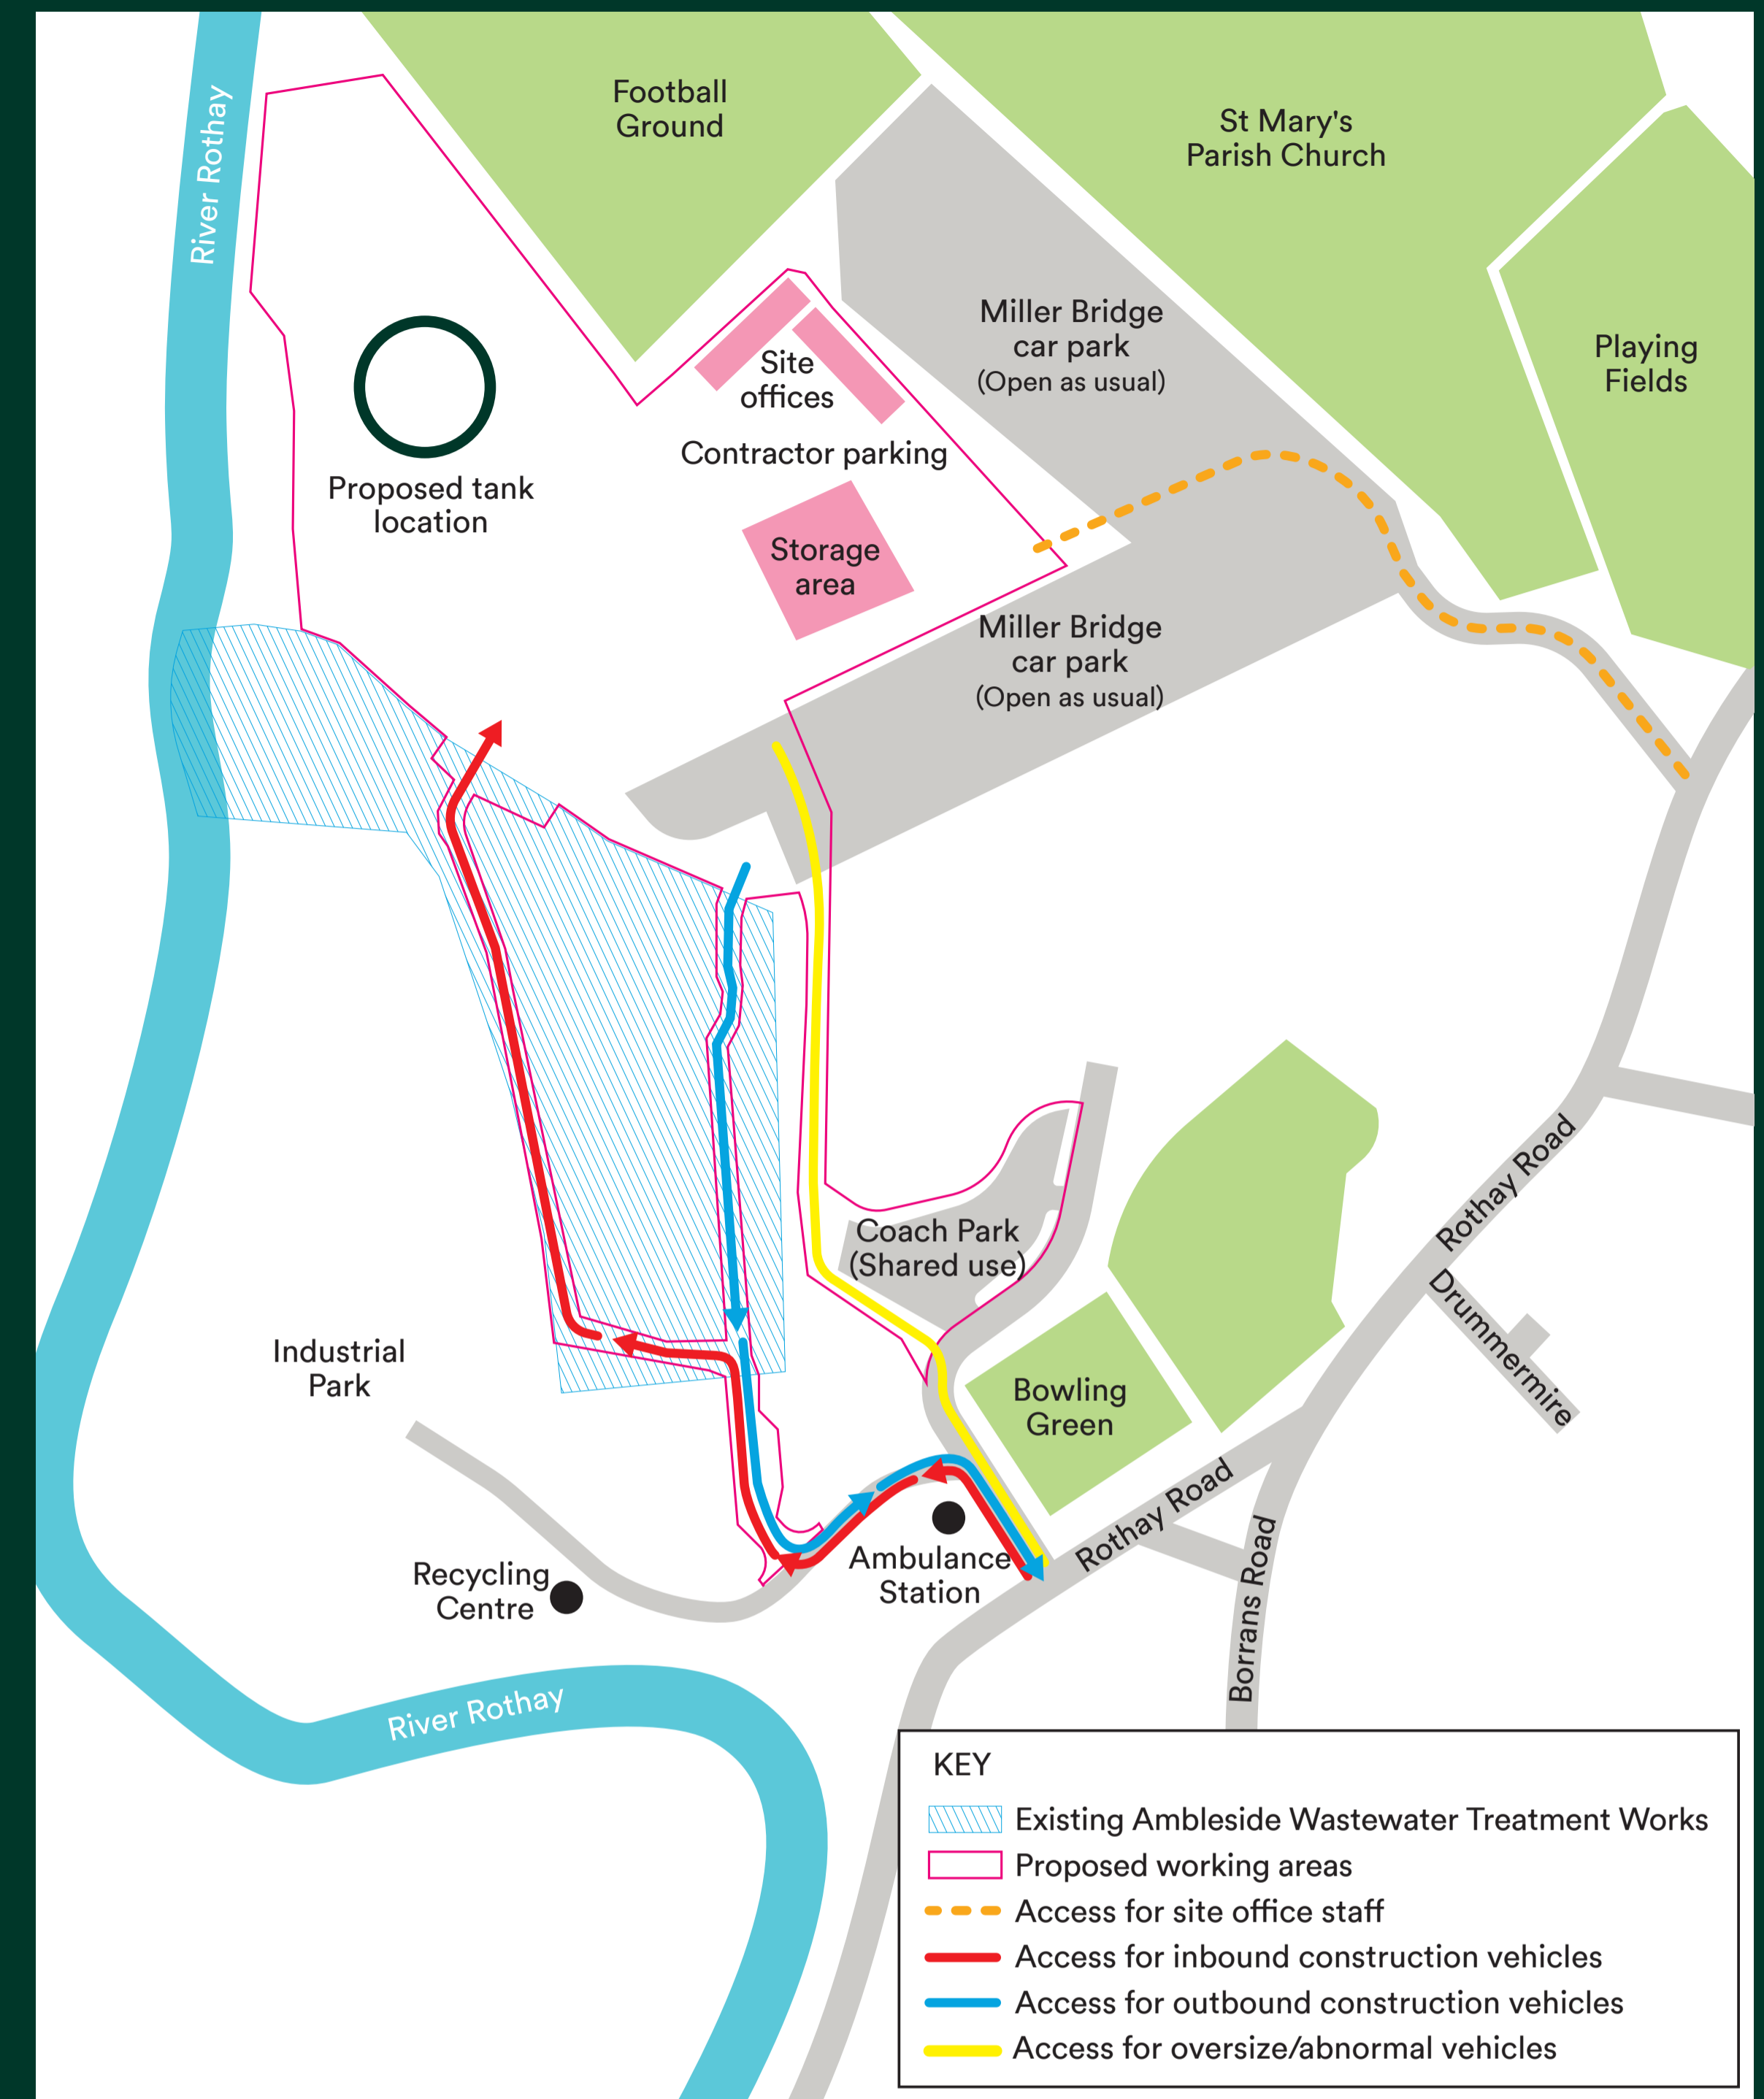 River Rothay
Football
Ground
St Mary's
Parish Church
Playing
Fields
Miller Bridge
car park
(Open as usual)
Site
offices
Contractor parking
Proposed tank
location
Storage
area
Miller Bridge
car park
(Open as usual)
Coach Park
(Shared use)
Rothay Road
Drummermire
Industrial
Park
Bowling
Green
Rothay Road
Borrans Road
Ambulance
Station
Recycling
Centre
River Rothay
KEY
Existing Ambleside Wastewater Treatment Works
Proposed working areas
Access for site office staff
Access for inbound construction vehicles
Access for outbound construction vehicles
Access for oversize/abnormal vehicles